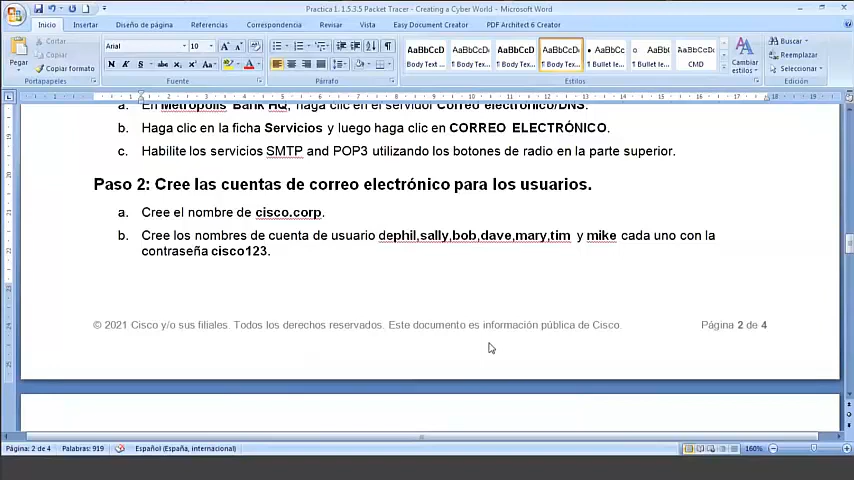 Practica 1. 1.5.3.5 Packet Tracer - Creating a Cyber World - Microsoft Word
Inicio Insertar Diseño de página Referencias Correspondencia Revisar Vista Easy Document Creator PDF Architect 6 Creator
Pegar
Cortar
Copiar
Copiar formato
Portapapeles
Arial 10
Fuente
Párrafo
AaBbCcD AaBbCcDc AaBbCcD AaBbCcDc AaBbCc AaBbC AaBbCcDc
¶ Body Tex... ¶ Body Tex... ¶ Body Tex... ¶ Body Tex... ¶ Bullet le... ¶ Bullet le... CMD
Estilos
Cambiar estilos
Buscar
Reemplazar
Seleccionar
Edición
a. En Metropolis Bank HQ, haga clic en el servidor Correo electrónico/DNS.
b. Haga clic en la ficha Servicios y luego haga clic en CORREO ELECTRÓNICO.
c. Habilite los servicios SMTP and POP3 utilizando los botones de radio en la parte superior.
Paso 2: Cree las cuentas de correo electrónico para los usuarios.
a. Cree el nombre de cisco.corp.
b. Cree los nombres de cuenta de usuario dephil,sally,bob,dave,mary,tim y mike cada uno con la
contraseña cisco123.
© 2021 Cisco y/o sus filiales. Todos los derechos reservados. Este documento es información pública de Cisco. Página 2 de 4
Página: 2 de 4 Palabras: 919 Español (España, internacional) 160%